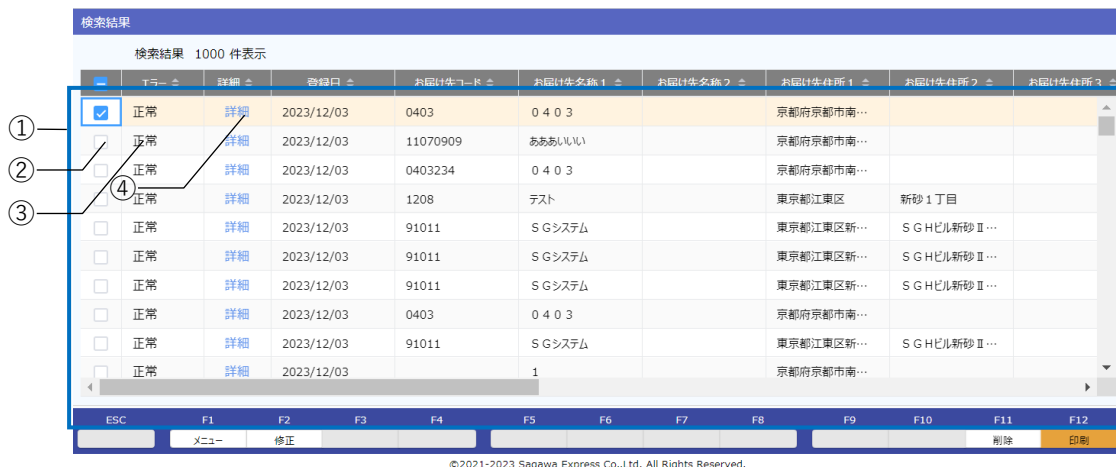 検索結果
検索結果 1000 件表示
エラー 詳細 登録日 お届け先コード お届け先名称１ お届け先名称２ お届け先住所１ お届け先住所２ お届け先住所３
正常 詳細 2023/12/03 0403 ０４０３ 京都府京都市南…
① 正常 詳細 2023/12/03 11070909 あああいいい 京都府京都市南…
② 正常 詳細 2023/12/03 0403234 ０４０３ 京都府京都市南…
④
③ 正常 詳細 2023/12/03 1208 テスト 東京都江東区 新砂１丁目
正常 詳細 2023/12/03 91011 ＳＧシステム 東京都江東区新… ＳＧＨビル新砂Ⅱ…
正常 詳細 2023/12/03 91011 ＳＧシステム 東京都江東区新… ＳＧＨビル新砂Ⅱ…
正常 詳細 2023/12/03 91011 ＳＧシステム 東京都江東区新… ＳＧＨビル新砂Ⅱ…
正常 詳細 2023/12/03 0403 ０４０３ 京都府京都市南…
正常 詳細 2023/12/03 91011 ＳＧシステム 東京都江東区新… ＳＧＨビル新砂Ⅱ…
正常 詳細 2023/12/03 1 京都府京都市南…
ESC F1 F2 F3 F4 F5 F6 F7 F8 F9 F10 F11 F12
メニュー 修正 削除 印刷
©2021-2023 Sagawa Express Co.,Ltd. All Rights Reserved.